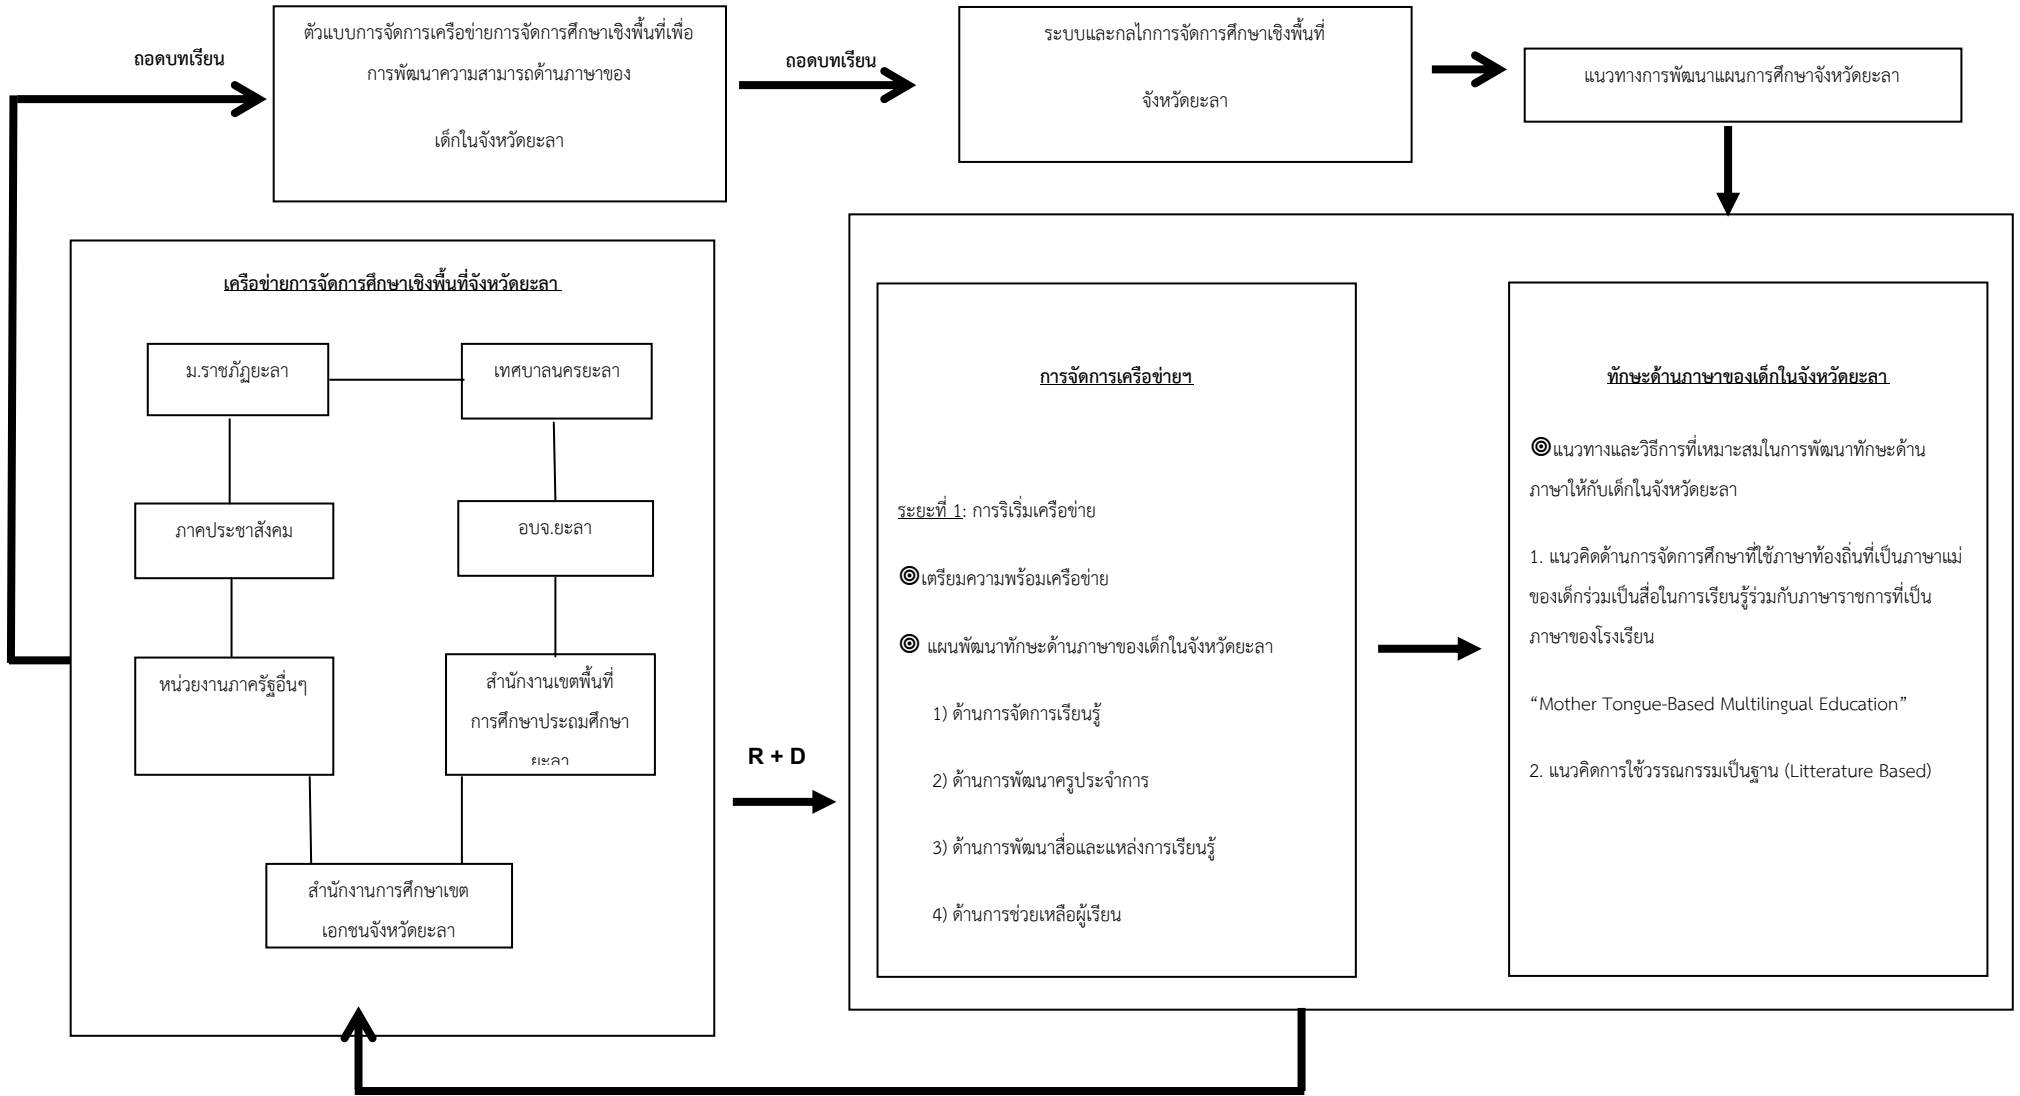 ถอดบทเรียน
ตัวแบบการจัดการเครือข่ายการจัดการศึกษาเชิงพื้นที่เพื่อ
การพัฒนาความสามารถด้านภาษาของ
เด็กในจังหวัดยะลา
ถอดบทเรียน
ระบบและกลไกการจัดการศึกษาเชิงพื้นที่
จังหวัดยะลา
แนวทางการพัฒนาแผนการศึกษาจังหวัดยะลา
เครือข่ายการจัดการศึกษาเชิงพื้นที่จังหวัดยะลา
ม.ราชภัฏยะลา
เทศบาลนครยะลา
ภาคประชาสังคม
อบจ.ยะลา
หน่วยงานภาครัฐอื่นๆ
สำนักงานเขตพื้นที่
การศึกษาประถมศึกษา
ยะลา
สำนักงานการศึกษาเขต
เอกชนจังหวัดยะลา
R + D
การจัดการเครือข่ายฯ
ระยะที่ 1: การริเริ่มเครือข่าย
◎เตรียมความพร้อมเครือข่าย
◎ แผนพัฒนาทักษะด้านภาษาของเด็กในจังหวัดยะลา
1) ด้านการจัดการเรียนรู้
2) ด้านการพัฒนาครูประจำการ
3) ด้านการพัฒนาสื่อและแหล่งการเรียนรู้
4) ด้านการช่วยเหลือผู้เรียน
ทักษะด้านภาษาของเด็กในจังหวัดยะลา
◎แนวทางและวิธีการที่เหมาะสมในการพัฒนาทักษะด้าน
ภาษาให้กับเด็กในจังหวัดยะลา
1. แนวคิดด้านการจัดการศึกษาที่ใช้ภาษาท้องถิ่นที่เป็นภาษาแม่
ของเด็กร่วมเป็นสื่อในการเรียนรู้ร่วมกับภาษาราชการที่เป็น
ภาษาของโรงเรียน
“Mother Tongue-Based Multilingual Education”
2. แนวคิดการใช้วรรณกรรมเป็นฐาน (Litterature Based)